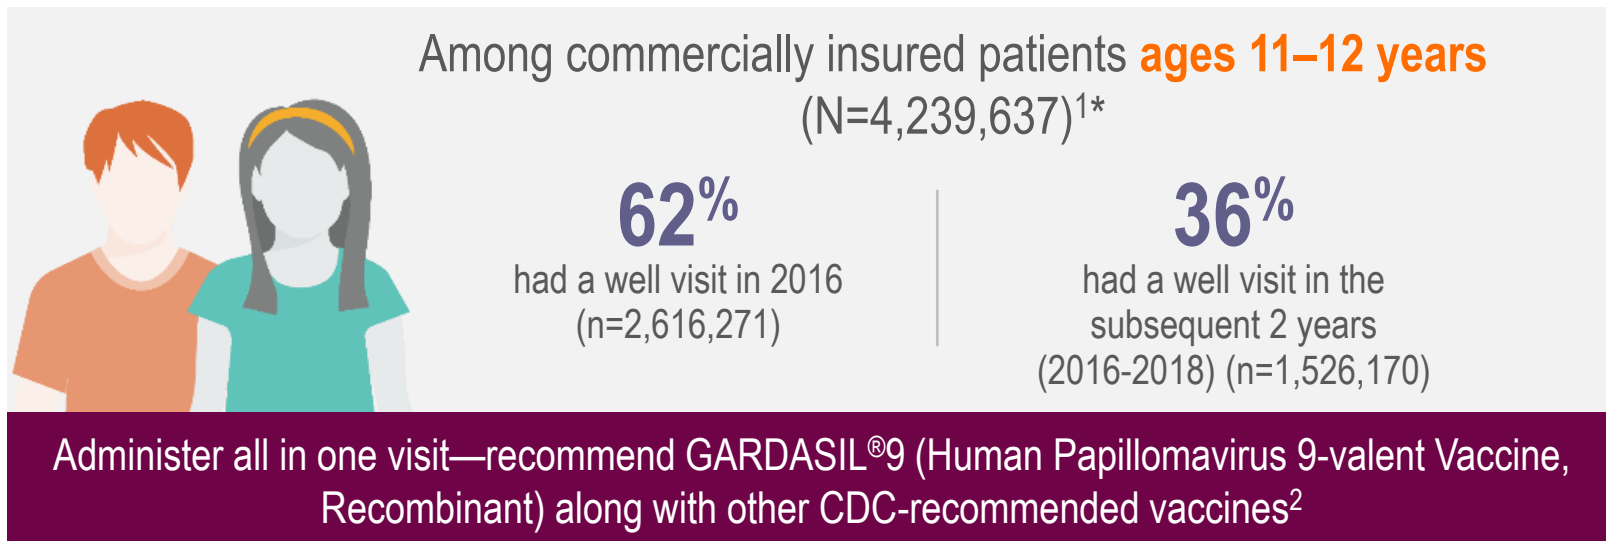 Among commercially insured patients ages 11–12 years
(N=4,239,637)¹*
62%
had a well visit in 2016
(n=2,616,271)
36%
had a well visit in the
subsequent 2 years
(2016-2018) (n=1,526,170)
Administer all in one visit—recommend GARDASIL®9 (Human Papillomavirus 9-valent Vaccine,
Recombinant) along with other CDC-recommended vaccines²